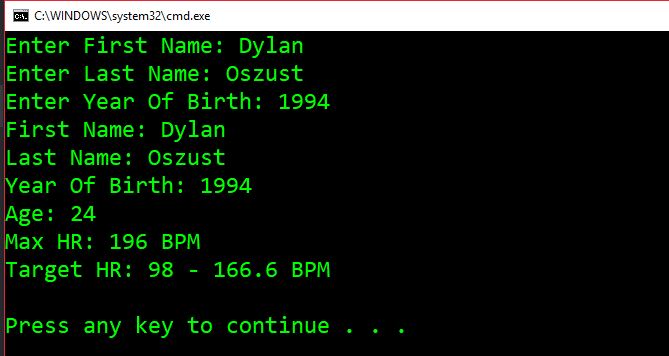 C:\WINDOWS\system32\cmd.exe
Enter First Name: Dylan
Enter Last Name: Oszust
Enter Year Of Birth: 1994
First Name: Dylan
Last Name: Oszust
Year Of Birth: 1994
Age: 24
Max HR: 196 BPM
Target HR: 98 - 166.6 BPM
Press any key to continue . . .